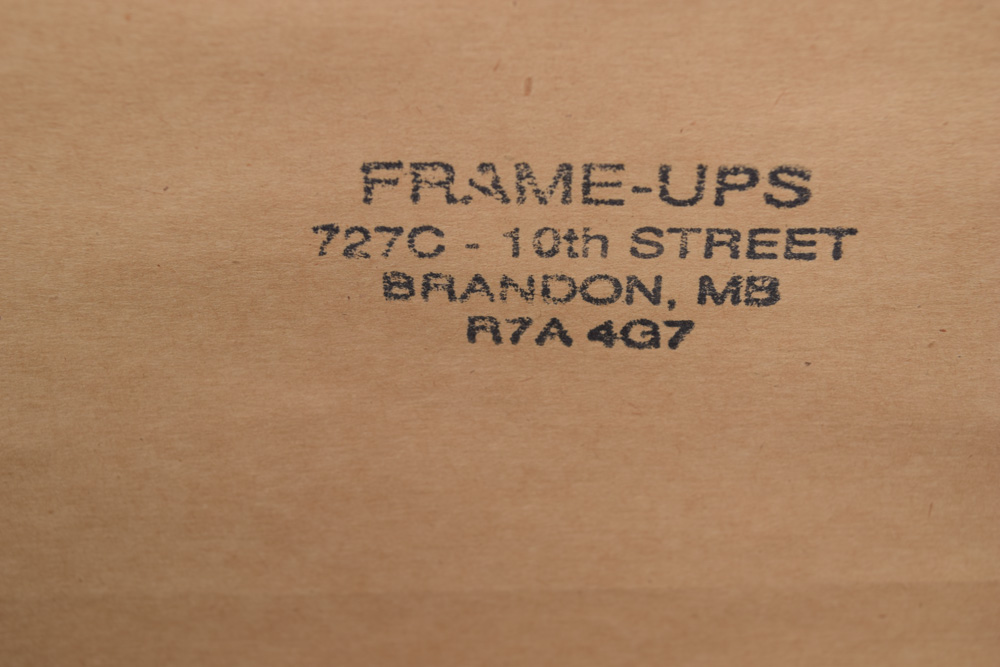 FRAME-UPS
727C - 10th STREET
BRANDON, MB
R7A 4G7